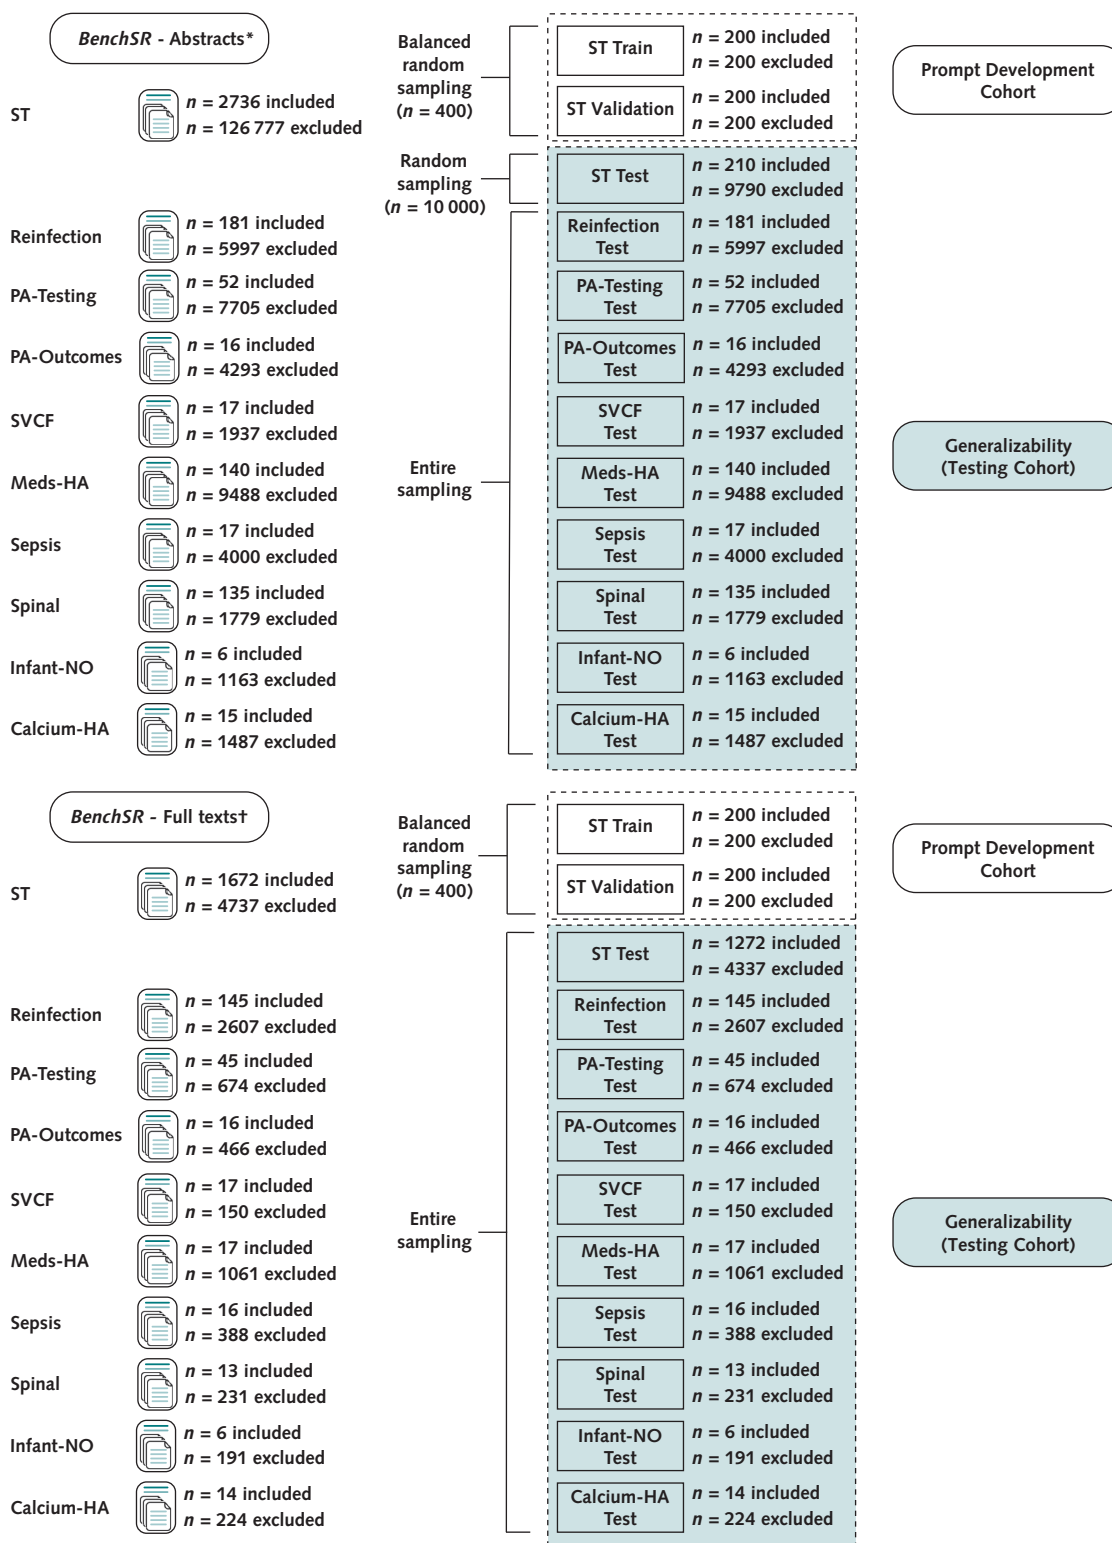 BenchSR - Abstracts*
Balanced
random
sampling
(n = 400)
ST Train
n = 200 included
n = 200 excluded
ST Validation
n = 200 included
n = 200 excluded
Prompt Development
Cohort
ST
n = 2736 included
n = 126 777 excluded
Random
sampling
(n = 10 000)
ST Test
n = 210 included
n = 9790 excluded
Reinfection
n = 181 included
n = 5997 excluded
Reinfection
Test
n = 181 included
n = 5997 excluded
PA-Testing
n = 52 included
n = 7705 excluded
PA-Testing
Test
n = 52 included
n = 7705 excluded
PA-Outcomes
n = 16 included
n = 4293 excluded
PA-Outcomes
Test
n = 16 included
n = 4293 excluded
SVCF
n = 17 included
n = 1937 excluded
SVCF
Test
n = 17 included
n = 1937 excluded
Generalizability
(Testing Cohort)
Meds-HA
n = 140 included
n = 9488 excluded
Entire
sampling
Meds-HA
Test
n = 140 included
n = 9488 excluded
Sepsis
n = 17 included
n = 4000 excluded
Sepsis
Test
n = 17 included
n = 4000 excluded
Spinal
n = 135 included
n = 1779 excluded
Spinal
Test
n = 135 included
n = 1779 excluded
Infant-NO
n = 6 included
n = 1163 excluded
Infant-NO
Test
n = 6 included
n = 1163 excluded
Calcium-HA
n = 15 included
n = 1487 excluded
Calcium-HA
Test
n = 15 included
n = 1487 excluded
BenchSR - Full texts†
Balanced
random
sampling
(n = 400)
ST Train
n = 200 included
n = 200 excluded
ST Validation
n = 200 included
n = 200 excluded
Prompt Development
Cohort
ST
n = 1672 included
n = 4737 excluded
ST Test
n = 1272 included
n = 4337 excluded
Reinfection
n = 145 included
n = 2607 excluded
Reinfection
Test
n = 145 included
n = 2607 excluded
PA-Testing
n = 45 included
n = 674 excluded
PA-Testing
Test
n = 45 included
n = 674 excluded
PA-Outcomes
n = 16 included
n = 466 excluded
PA-Outcomes
Test
n = 16 included
n = 466 excluded
SVCF
n = 17 included
n = 150 excluded
Entire
sampling
SVCF
Test
n = 17 included
n = 150 excluded
Generalizability
(Testing Cohort)
Meds-HA
n = 17 included
n = 1061 excluded
Meds-HA
Test
n = 17 included
n = 1061 excluded
Sepsis
n = 16 included
n = 388 excluded
Sepsis
Test
n = 16 included
n = 388 excluded
Spinal
n = 13 included
n = 231 excluded
Spinal
Test
n = 13 included
n = 231 excluded
Infant-NO
n = 6 included
n = 191 excluded
Infant-NO
Test
n = 6 included
n = 191 excluded
Calcium-HA
n = 14 included
n = 224 excluded
Calcium-HA
Test
n = 14 included
n = 224 excluded